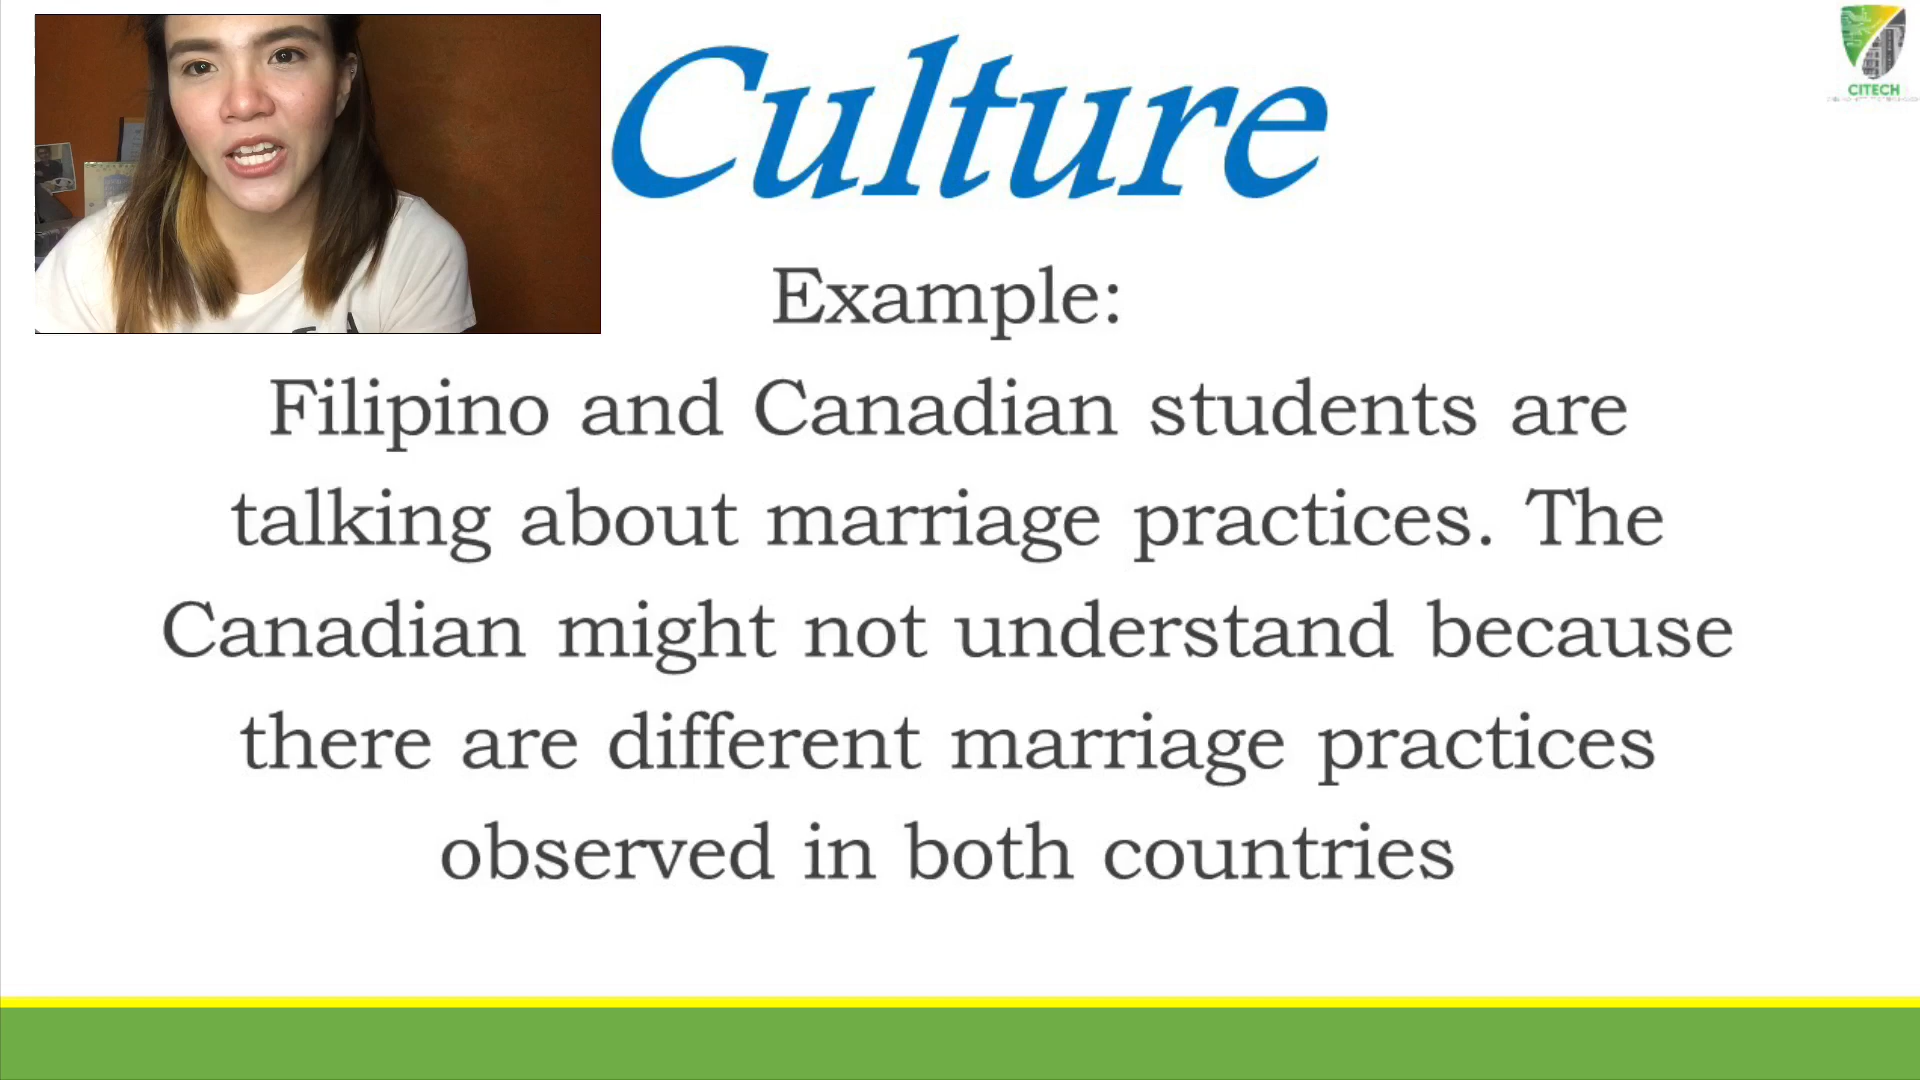 Culture
CITECH
Example:
Filipino and Canadian students are
talking about marriage practices. The
Canadian might not understand because
there are different marriage practices
observed in both countries